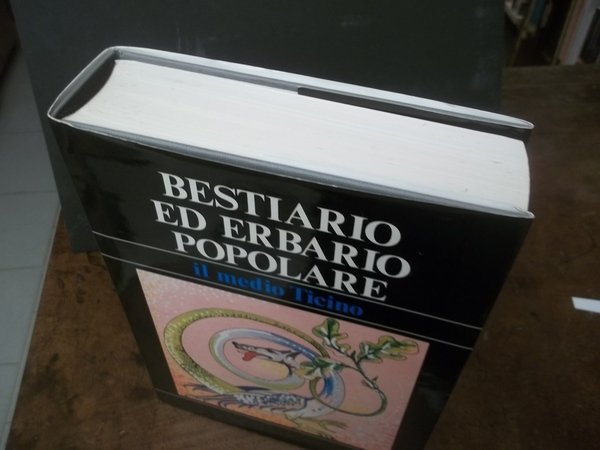 BESTIARIO
ED ERBARIO
POPOLARE
il medio Ticino